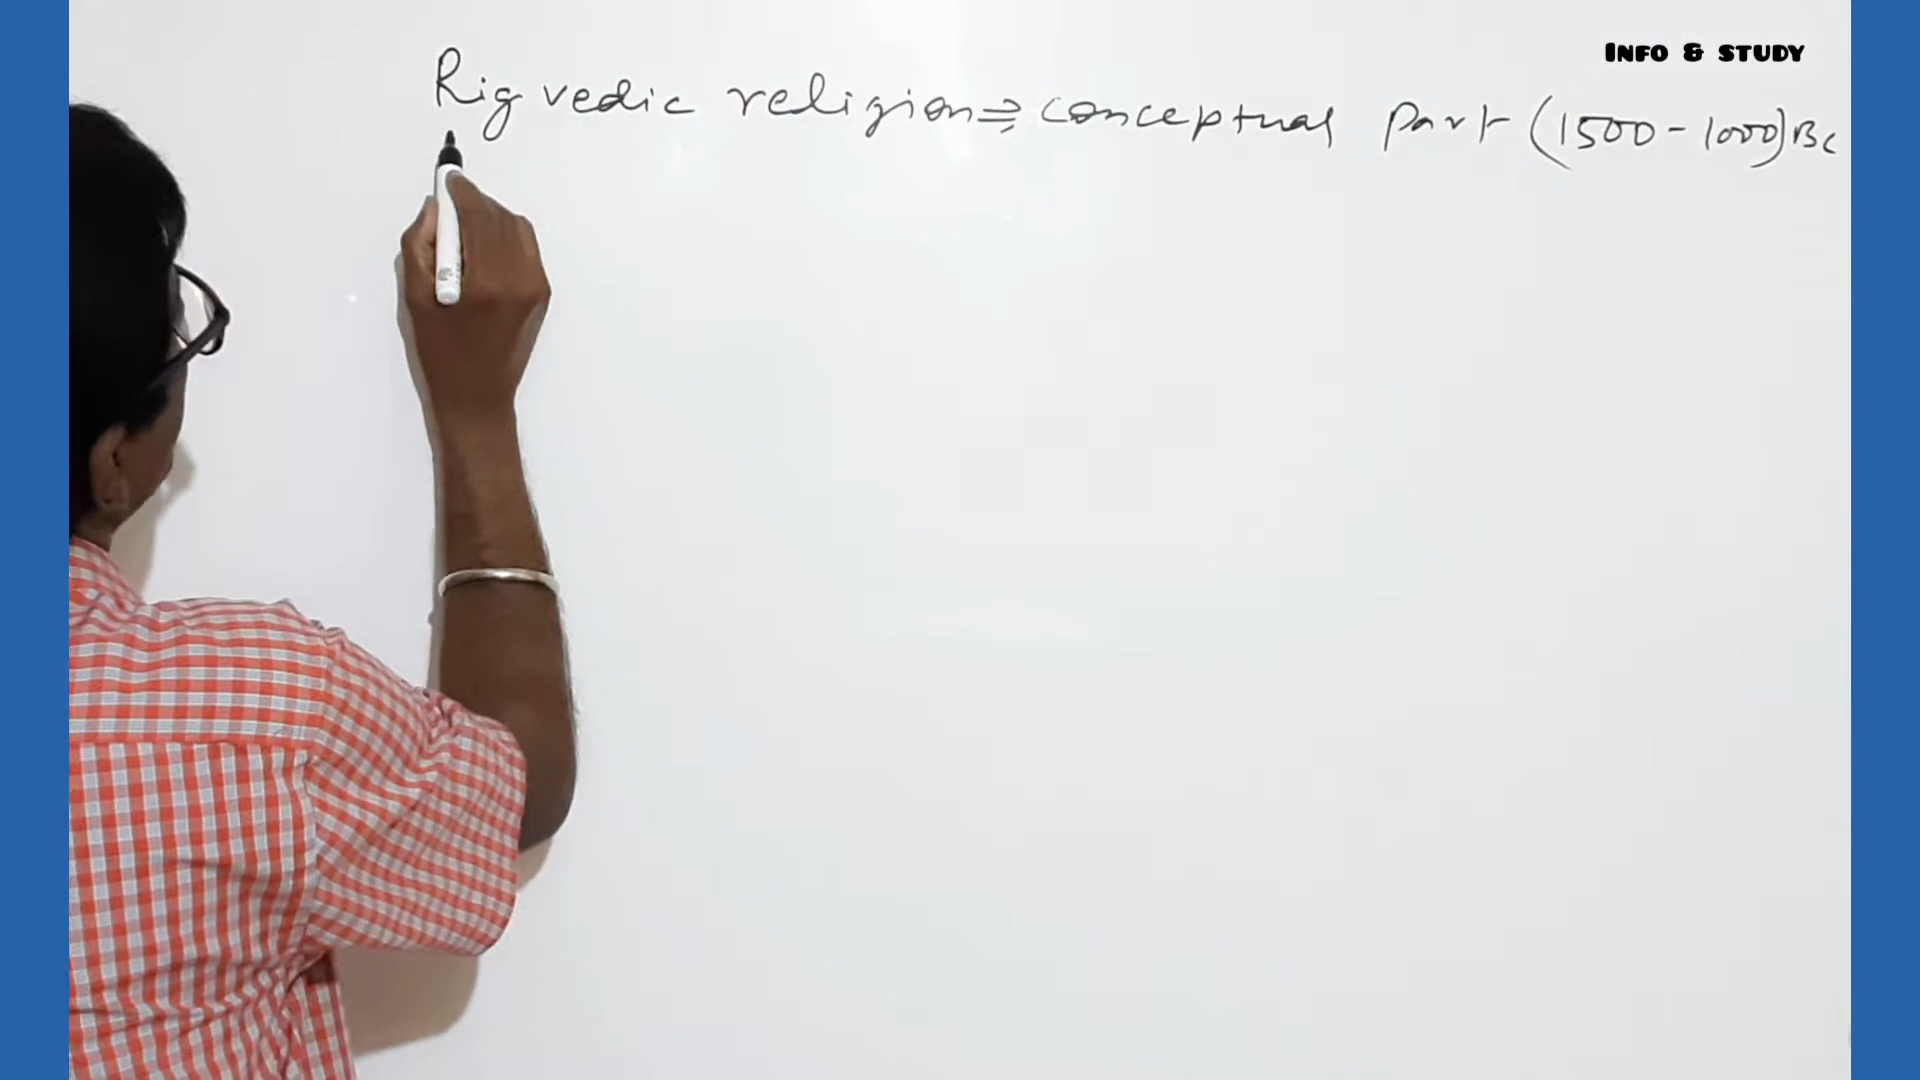 INFO & STUDY
Rig vedic religion ⇒ conceptual part (1500 - 1000) BC